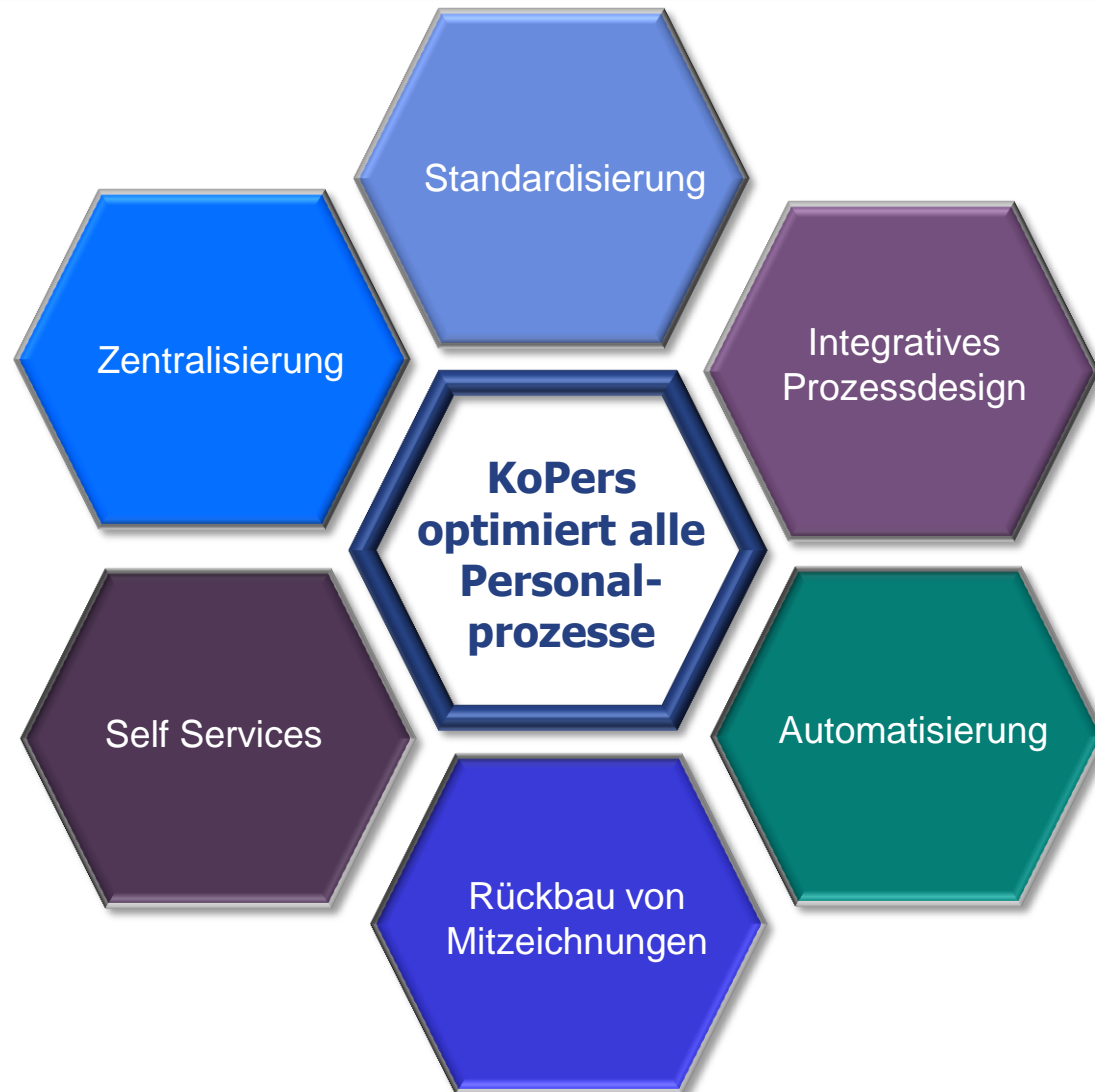 Standardisierung
Zentralisierung
Integratives
Prozessdesign
KoPers
optimiert alle
Personal-
prozesse
Self Services
Automatisierung
Rückbau von
Mitzeichnungen